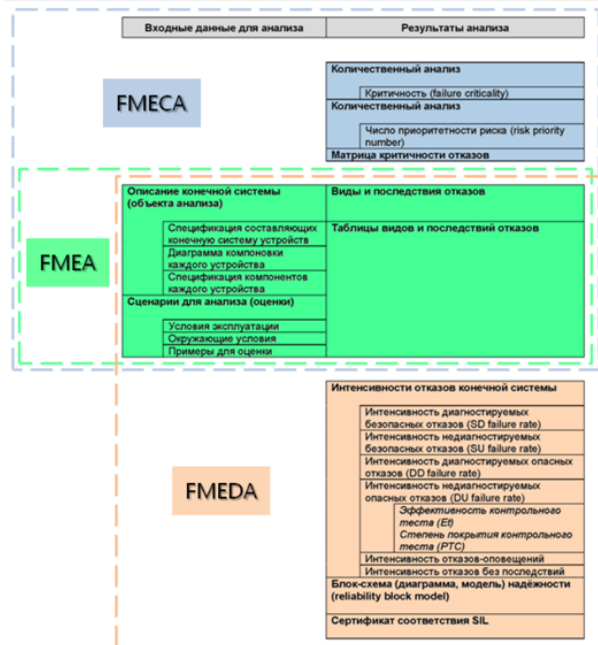 Входные данные для анализа
Результаты анализа
FMECA
Количественный анализ
Критичность (failure criticality)
Количественный анализ
Число приоритетности риска (risk priority
number)
Матрица критичности отказов
FMEA
Описание конечной системы
(объекта анализа)
Виды и последствия отказов
Спецификация составляющих
конечную систему устройств
Диаграмма компоновки
каждого устройства
Спецификация компонентов
каждого устройства
Таблицы видов и последствий отказов
Сценарии для анализа (оценки)
Условия эксплуатации
Окружающие условия
Примеры для оценки
FMEDA
Интенсивности отказов конечной системы
Интенсивность диагностируемых
безопасных отказов (SD failure rate)
Интенсивность недиагностируемых
безопасных отказов (SU failure rate)
Интенсивность диагностируемых опасных
отказов (DD failure rate)
Интенсивность недиагностируемых
опасных отказов (DU failure rate)
Эффективность контрольного
теста (Et)
Степень покрытия контрольного
теста (PTC)
Интенсивность отказов-оповещений
Интенсивность отказов без последствий
Блок-схема (диаграмма, модель) надёжности
(reliability block model)
Сертификат соответствия SIL